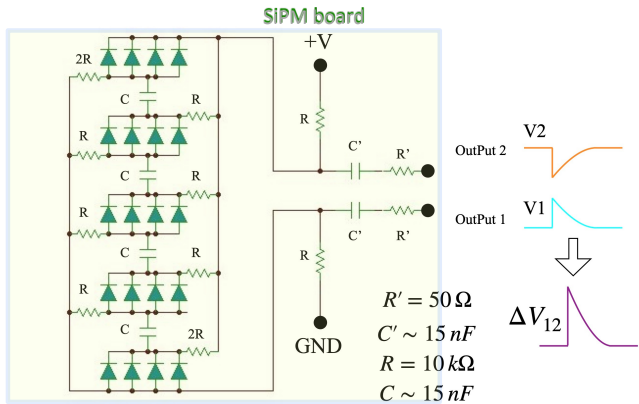 SiPM board
+V
2R
C
R
R
R
C'
R'
OutPut 2
V2
C
R
R
OutPut 1
V1
C'
R'
C
R
R
R
C
2R
GND
R' = 50 Ω
C' ~ 15 nF
R = 10 kΩ
C ~ 15 nF
ΔV₁₂